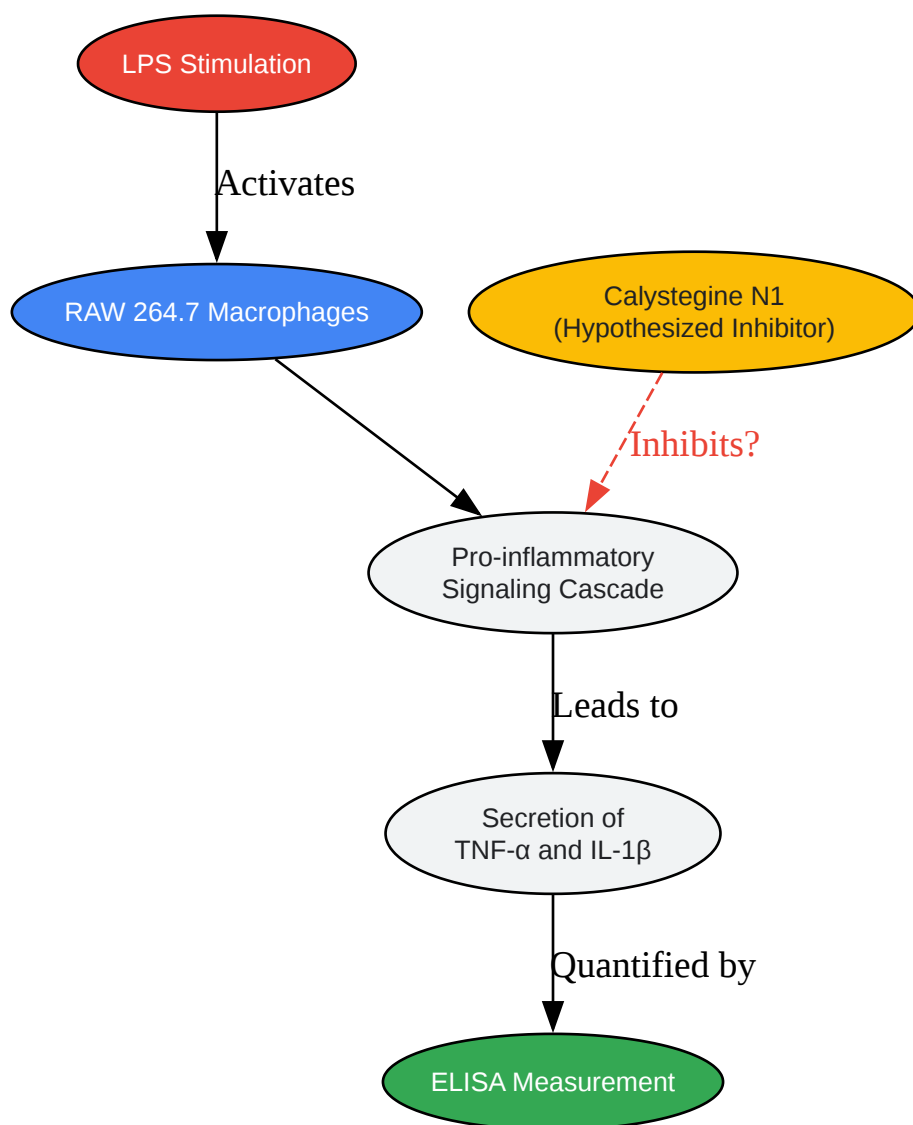 LPS Stimulation
Activates
RAW 264.7 Macrophages
Calystegine N1
(Hypothesized Inhibitor)
Inhibits?
Pro-inflammatory
Signaling Cascade
Leads to
Secretion of
TNF-α and IL-1β
Quantified by
ELISA Measurement